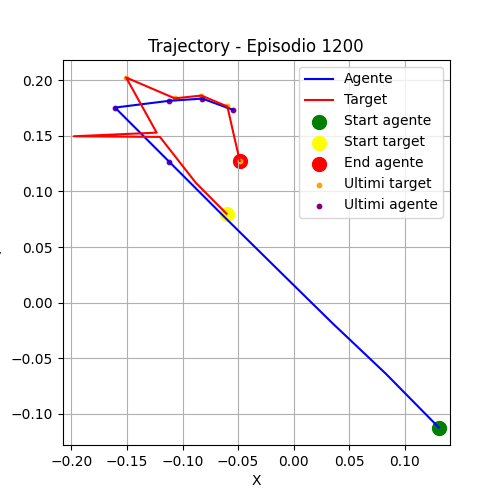 Trajectory - Episodio 1200
Agente
Target
Start agente
Start target
End agente
Ultimi target
Ultimi agente
0.20
0.15
0.10
0.05
0.00
−0.05
−0.10
−0.20
−0.15
−0.10
−0.05
0.00
0.05
0.10
X